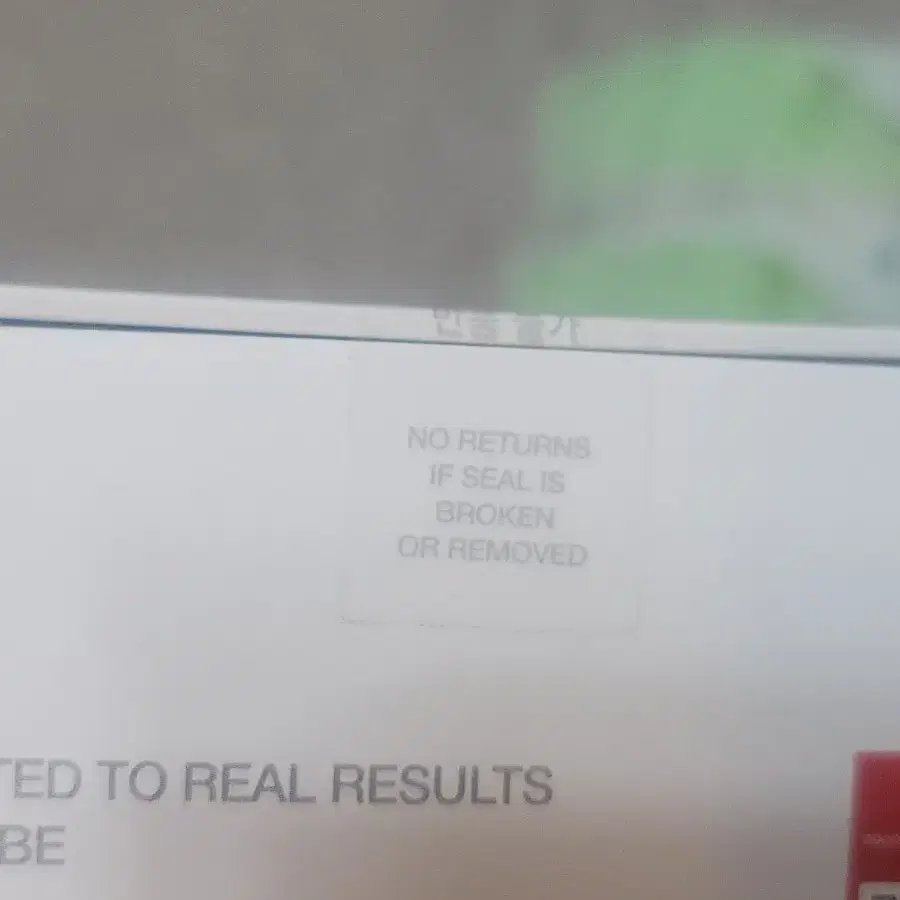 NO RETURNS
IF SEAL IS
BROKEN
OR REMOVED
TED TO REAL RESULTS
BE